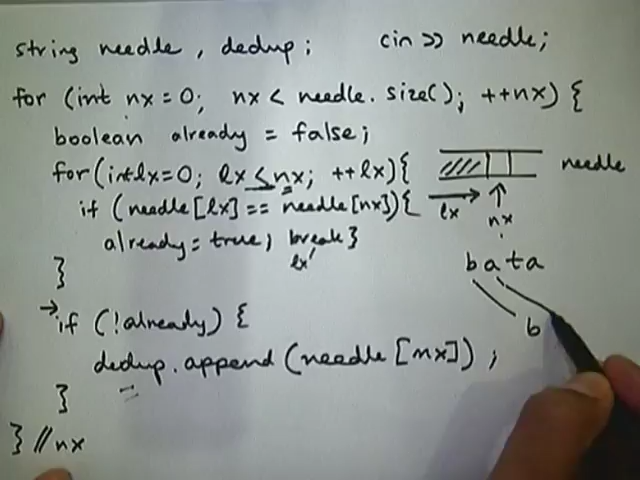 string needle, dedup; cin >> needle;
for (int nx = 0; nx < needle.size(); ++nx) {
boolean already = false;
for(int lx=0; lx < nx; ++lx){
needle
if (needle[lx] == needle[nx]){
lx
nx
already = true; break }
lx
bata
}
if (!already) {
b
dedup.append(needle[nx]);
}
} //nx